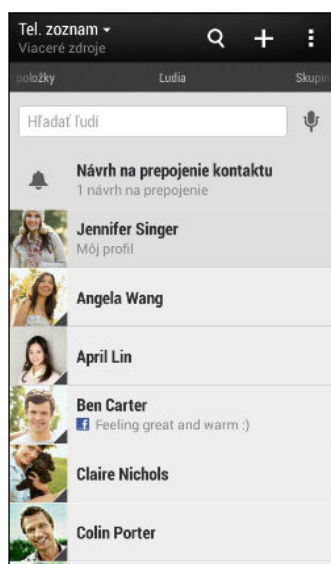 Tel. zoznam
Viaceré zdroje
položky Ľudia Skupin
Hľadať ľudí
Návrh na prepojenie kontaktu
1 návrh na prepojenie
Jennifer Singer
Môj profil
Angela Wang
April Lin
Ben Carter
Feeling great and warm :)
Claire Nichols
Colin Porter